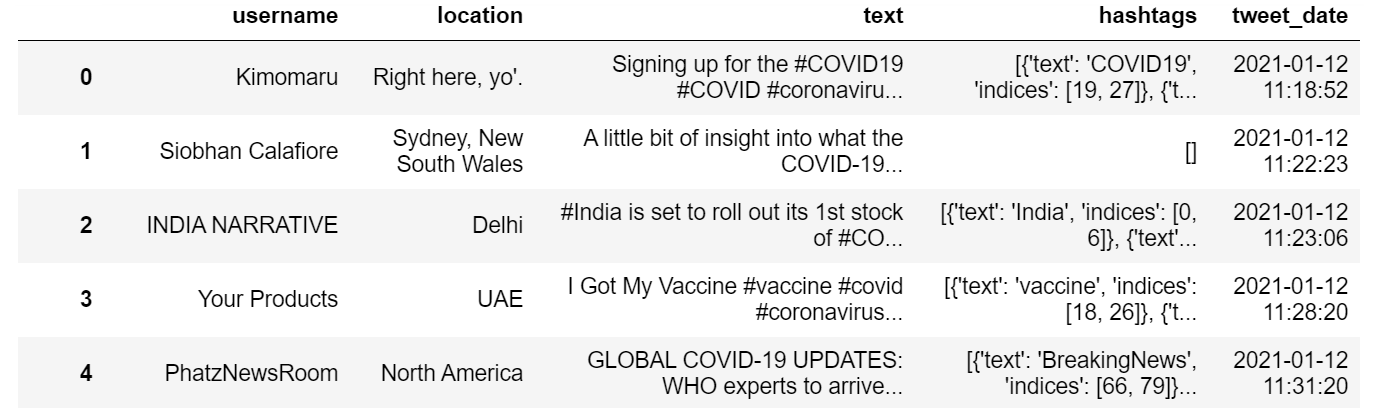 username location text hashtags tweet_date
0 Kimomaru Right here, yo'. Signing up for the #COVID19 #COVID #coronaviru... [{'text': 'COVID19', 'indices': [19, 27]}, {'t... 2021-01-12 11:18:52
1 Siobhan Calafiore Sydney, New South Wales A little bit of insight into what the COVID-19... [] 2021-01-12 11:22:23
2 INDIA NARRATIVE Delhi #India is set to roll out its 1st stock of #CO... [{'text': 'India', 'indices': [0, 6]}, {'text'... 2021-01-12 11:23:06
3 Your Products UAE I Got My Vaccine #vaccine #covid #coronavirus... [{'text': 'vaccine', 'indices': [18, 26]}, {'t... 2021-01-12 11:28:20
4 PhatzNewsRoom North America GLOBAL COVID-19 UPDATES: WHO experts to arrive... [{'text': 'BreakingNews', 'indices': [66, 79]}... 2021-01-12 11:31:20